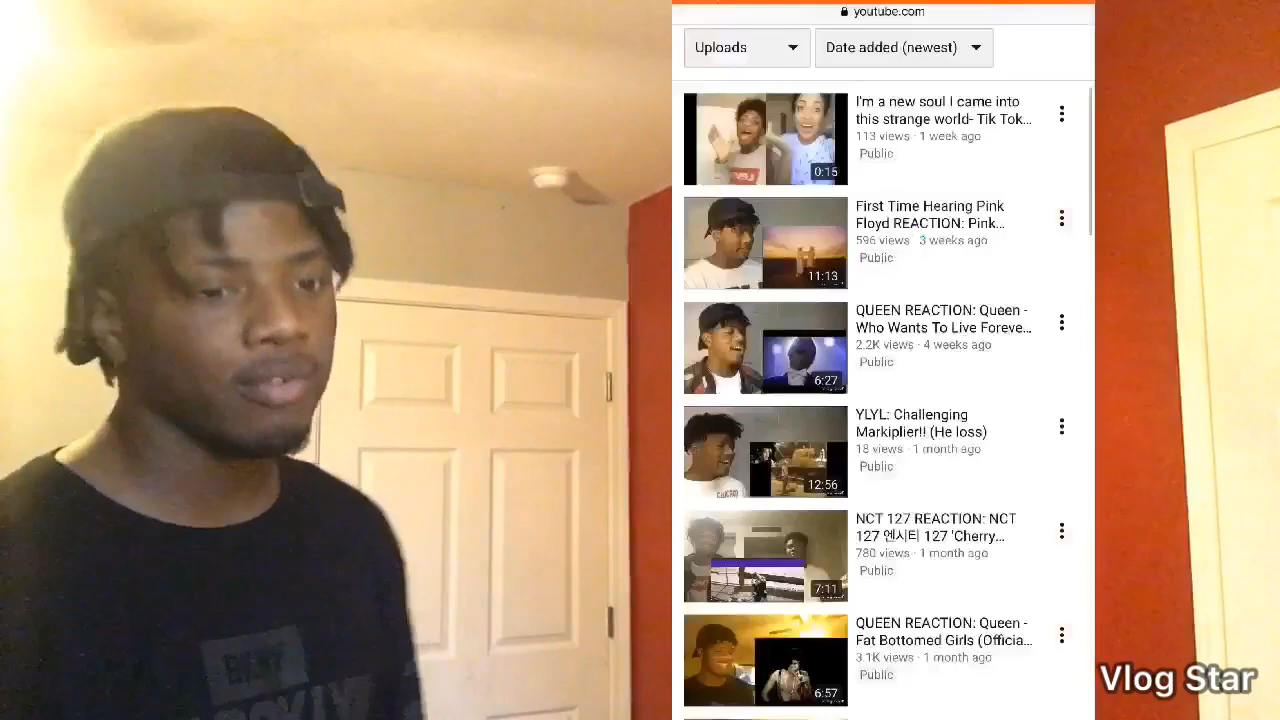 youtube.com
Uploads
Date added (newest)
I'm a new soul I came into
this strange world- Tik Tok...
113 views · 1 week ago
Public
0:15
First Time Hearing Pink
Floyd REACTION: Pink...
596 views · 3 weeks ago
Public
11:13
QUEEN REACTION: Queen -
Who Wants To Live Foreve...
2.2K views · 4 weeks ago
Public
6:27
YLYL: Challenging
Markiplier!! (He loss)
18 views · 1 month ago
Public
12:56
NCT 127 REACTION: NCT
127 엔시티 127 'Cherry...
780 views · 1 month ago
Public
7:11
QUEEN REACTION: Queen -
Fat Bottomed Girls (Officia...
3.1K views · 1 month ago
Public
6:57
Vlog Star